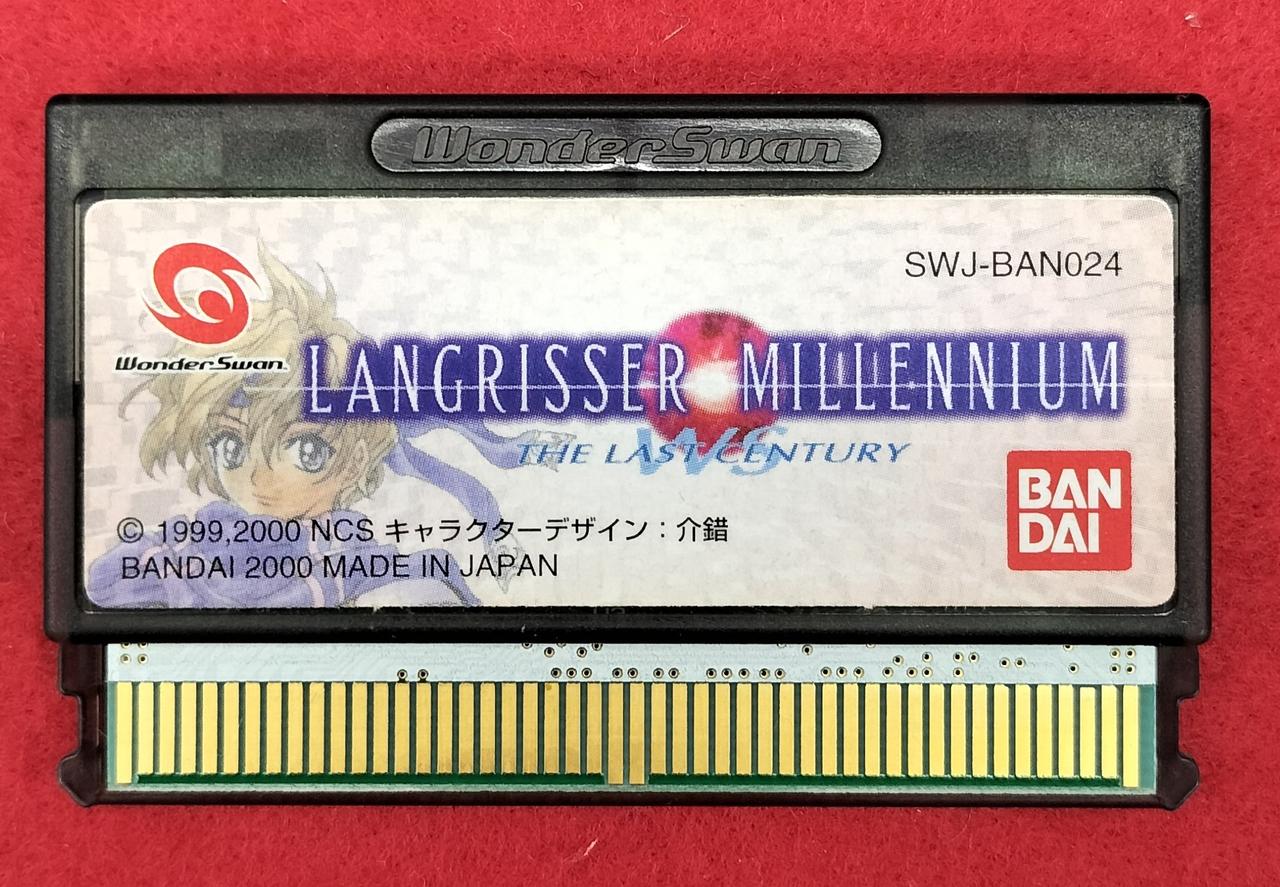 WonderSwan
SWJ-BAN024
WonderSwan
LANGRISSER MILLENNIUM
WS
THE LAST CENTURY
BAN
DAI
© 1999,2000 NCS キャラクターデザイン：介錯
BANDAI 2000 MADE IN JAPAN